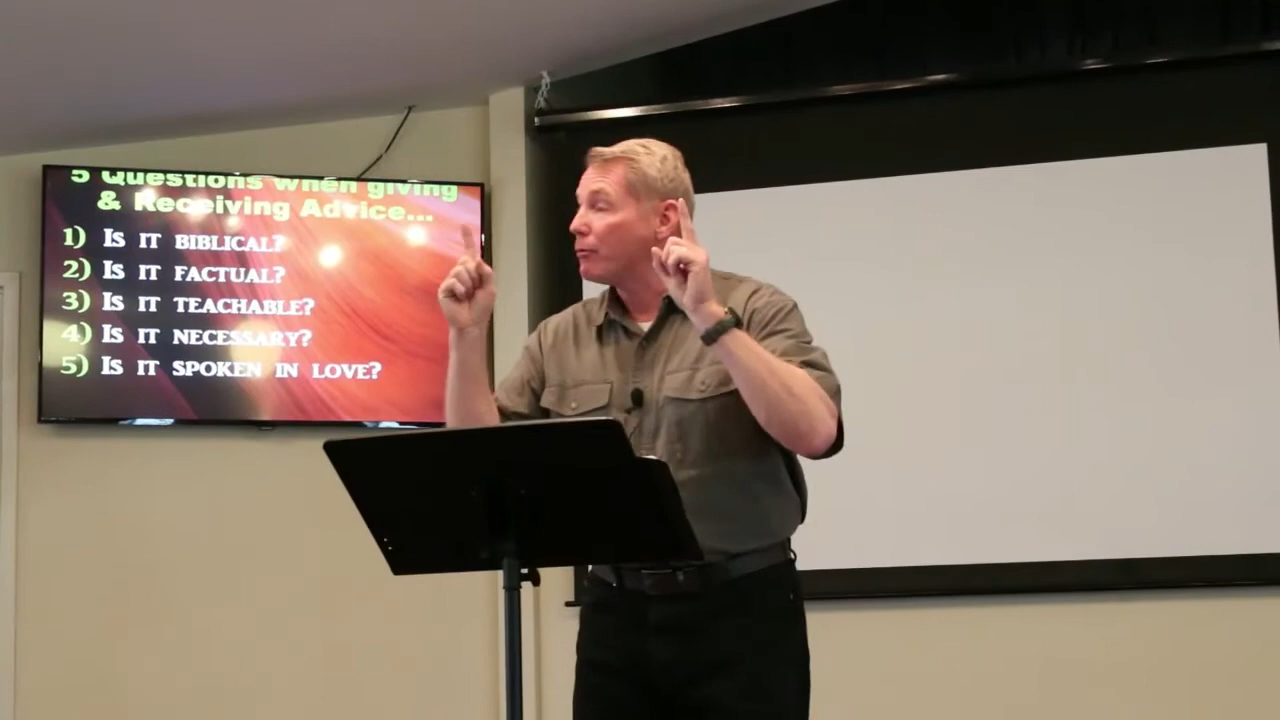 5 Questions when giving
& Receiving Advice...
1) Is it biblical?
2) Is it factual?
3) Is it teachable?
4) Is it necessary?
5) Is it spoken in love?